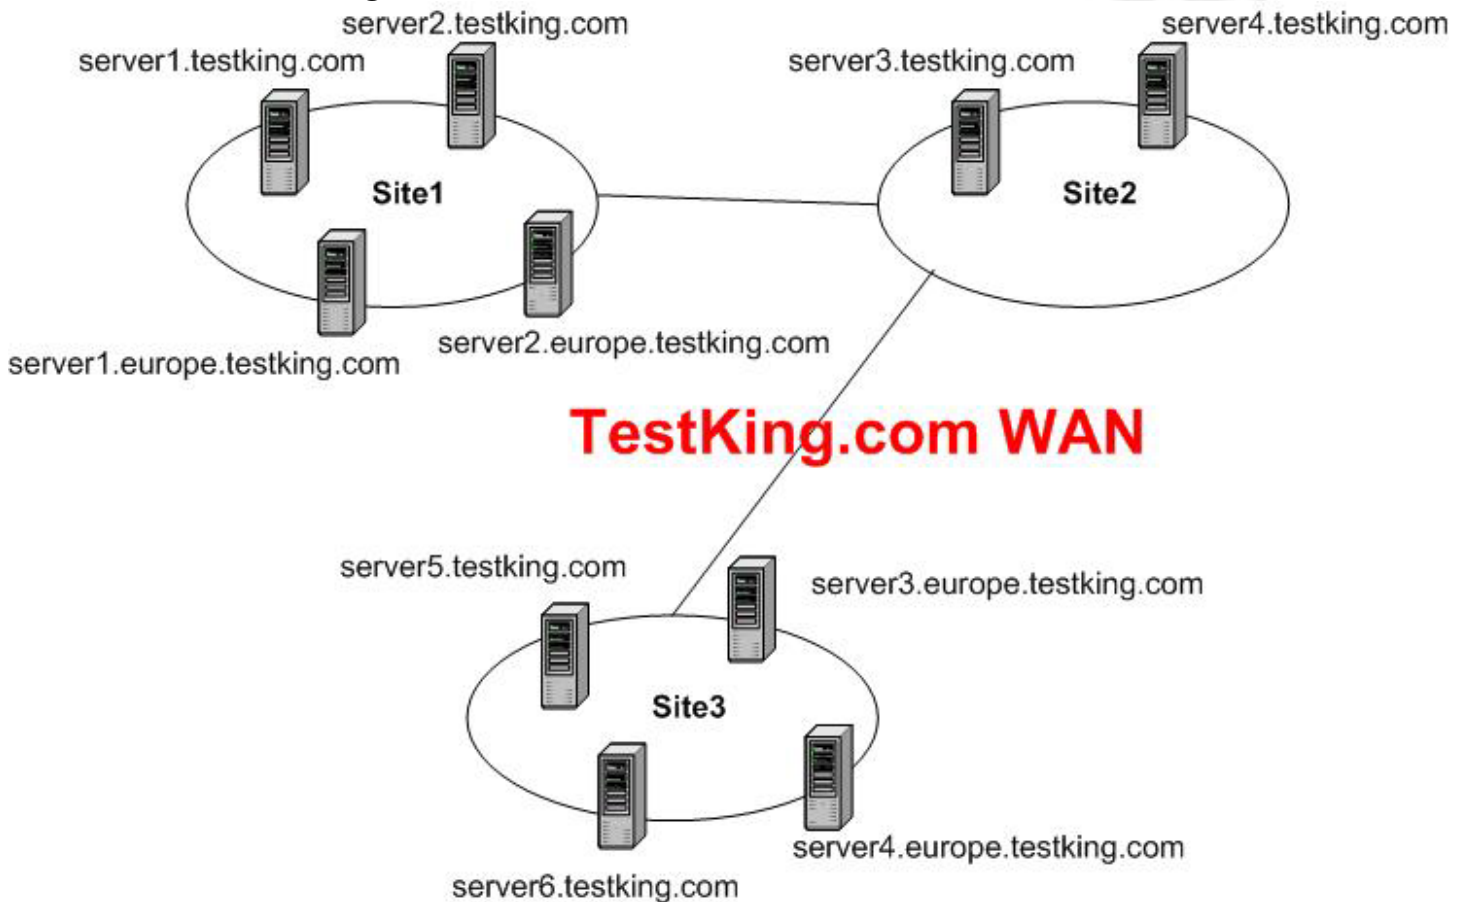 server2.testking.com
server4.testking.com
server1.testking.com
server3.testking.com
Site1
Site2
server2.europe.testking.com
server1.europe.testking.com
TestKing.com WAN
server5.testking.com
server3.europe.testking.com
Site3
server4.europe.testking.com
server6.testking.com